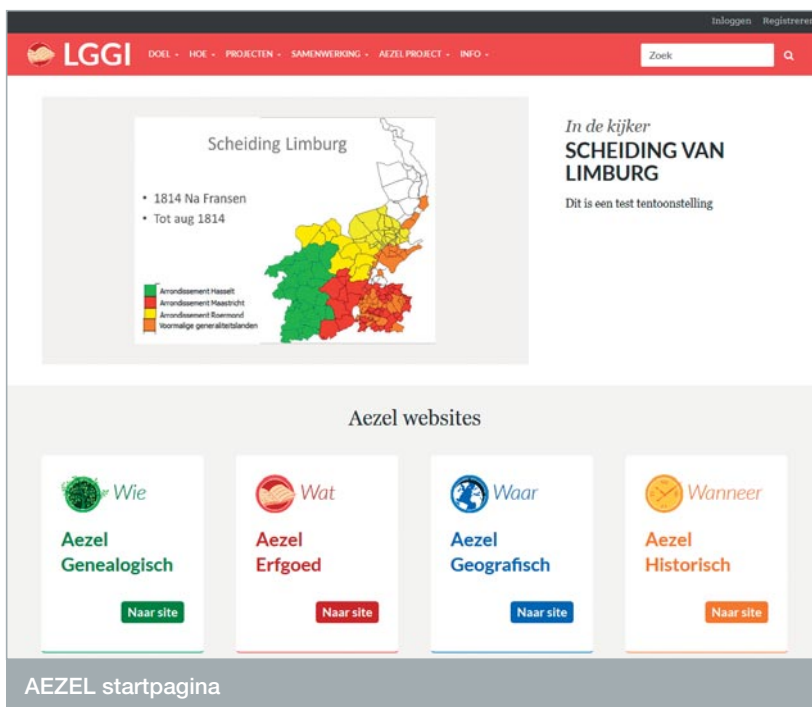 Inloggen Registreren
LGGI DOEL HOE PROJECTEN SAMENWERKING AEZEL PROJECT INFO Zoek
Scheiding Limburg
• 1814 Na Fransen
• Tot aug 1814
Arrondissement Hasselt
Arrondissement Maastricht
Arrondissement Roermond
Voormalige generaliteitslanden
In de kijker
SCHEIDING VAN
LIMBURG
Dit is een test tentoonstelling
Aezel websites
Wie
Aezel
Genealogisch
Naar site
Wat
Aezel
Erfgoed
Naar site
Waar
Aezel
Geografisch
Naar site
Wanneer
Aezel
Historisch
Naar site
AEZEL startpagina